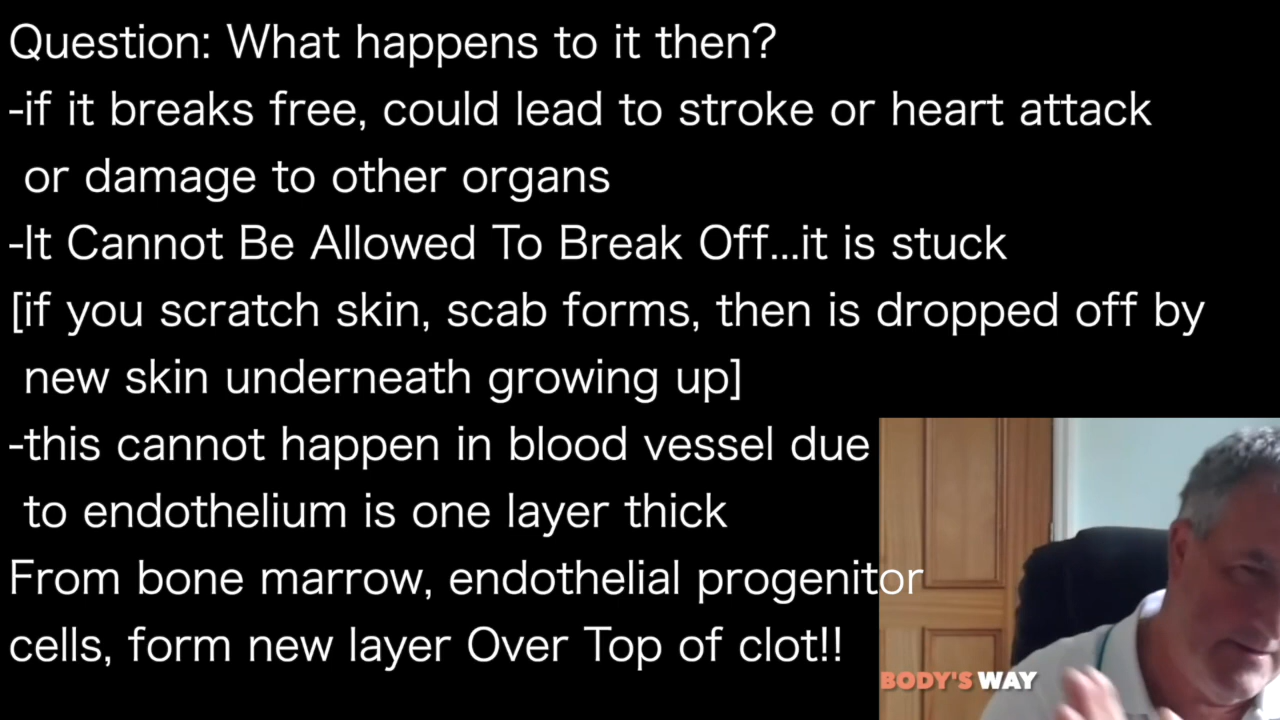 Question: What happens to it then?
-if it breaks free, could lead to stroke or heart attack
or damage to other organs
-It Cannot Be Allowed To Break Off...it is stuck
[if you scratch skin, scab forms, then is dropped off by
new skin underneath growing up]
-this cannot happen in blood vessel due
to endothelium is one layer thick
From bone marrow, endothelial progenitor
cells, form new layer Over Top of clot!!
BODY'S WAY